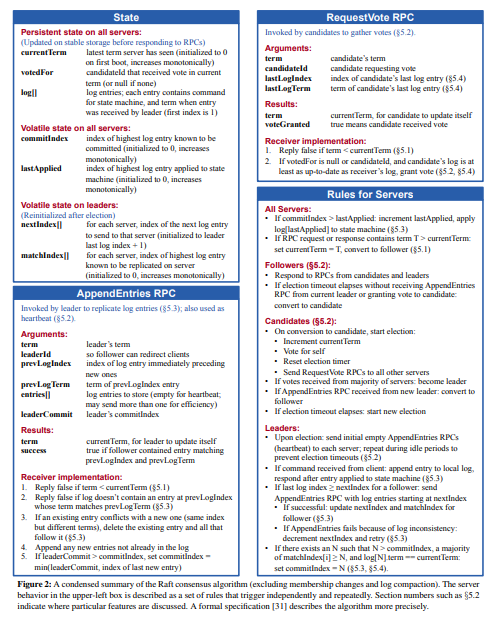 State
Persistent state on all servers:
(Updated on stable storage before responding to RPCs)
currentTerm latest term server has seen (initialized to 0
on first boot, increases monotonically)
votedFor candidateId that received vote in current
term (or null if none)
log[] log entries; each entry contains command
for state machine, and term when entry
was received by leader (first index is 1)
Volatile state on all servers:
commitIndex index of highest log entry known to be
committed (initialized to 0, increases
monotonically)
lastApplied index of highest log entry applied to state
machine (initialized to 0, increases
monotonically)
Volatile state on leaders:
(Reinitialized after election)
nextIndex[] for each server, index of the next log entry
to send to that server (initialized to leader
last log index + 1)
matchIndex[] for each server, index of highest log entry
known to be replicated on server
(initialized to 0, increases monotonically)
AppendEntries RPC
Invoked by leader to replicate log entries (§5.3); also used as
heartbeat (§5.2).
Arguments:
term leader's term
leaderId so follower can redirect clients
prevLogIndex index of log entry immediately preceding
new ones
prevLogTerm term of prevLogIndex entry
entries[] log entries to store (empty for heartbeat;
may send more than one for efficiency)
leaderCommit leader's commitIndex
Results:
term currentTerm, for leader to update itself
success true if follower contained entry matching
prevLogIndex and prevLogTerm
Receiver implementation:
1. Reply false if term < currentTerm (§5.1)
2. Reply false if log doesn't contain an entry at prevLogIndex
whose term matches prevLogTerm (§5.3)
3. If an existing entry conflicts with a new one (same index
but different terms), delete the existing entry and all that
follow it (§5.3)
4. Append any new entries not already in the log
5. If leaderCommit > commitIndex, set commitIndex =
min(leaderCommit, index of last new entry)
RequestVote RPC
Invoked by candidates to gather votes (§5.2).
Arguments:
term candidate's term
candidateId candidate requesting vote
lastLogIndex index of candidate's last log entry (§5.4)
lastLogTerm term of candidate's last log entry (§5.4)
Results:
term currentTerm, for candidate to update itself
voteGranted true means candidate received vote
Receiver implementation:
1. Reply false if term < currentTerm (§5.1)
2. If votedFor is null or candidateId, and candidate's log is at
least as up-to-date as receiver's log, grant vote (§5.2, §5.4)
Rules for Servers
All Servers:
• If commitIndex > lastApplied: increment lastApplied, apply
log[lastApplied] to state machine (§5.3)
• If RPC request or response contains term T > currentTerm:
set currentTerm = T, convert to follower (§5.1)
Followers (§5.2):
• Respond to RPCs from candidates and leaders
• If election timeout elapses without receiving AppendEntries
RPC from current leader or granting vote to candidate:
convert to candidate
Candidates (§5.2):
• On conversion to candidate, start election:
• Increment currentTerm
• Vote for self
• Reset election timer
• Send RequestVote RPCs to all other servers
• If votes received from majority of servers: become leader
• If AppendEntries RPC received from new leader: convert to
follower
• If election timeout elapses: start new election
Leaders:
• Upon election: send initial empty AppendEntries RPCs
(heartbeat) to each server; repeat during idle periods to
prevent election timeouts (§5.2)
• If command received from client: append entry to local log,
respond after entry applied to state machine (§5.3)
• If last log index ≥ nextIndex for a follower: send
AppendEntries RPC with log entries starting at nextIndex
• If successful: update nextIndex and matchIndex for
follower (§5.3)
• If AppendEntries fails because of log inconsistency:
decrement nextIndex and retry (§5.3)
• If there exists an N such that N > commitIndex, a majority
of matchIndex[i] ≥ N, and log[N].term == currentTerm:
set commitIndex = N (§5.3, §5.4).
Figure 2: A condensed summary of the Raft consensus algorithm (excluding membership changes and log compaction). The server
behavior in the upper-left box is described as a set of rules that trigger independently and repeatedly. Section numbers such as §5.2
indicate where particular features are discussed. A formal specification [31] describes the algorithm more precisely.